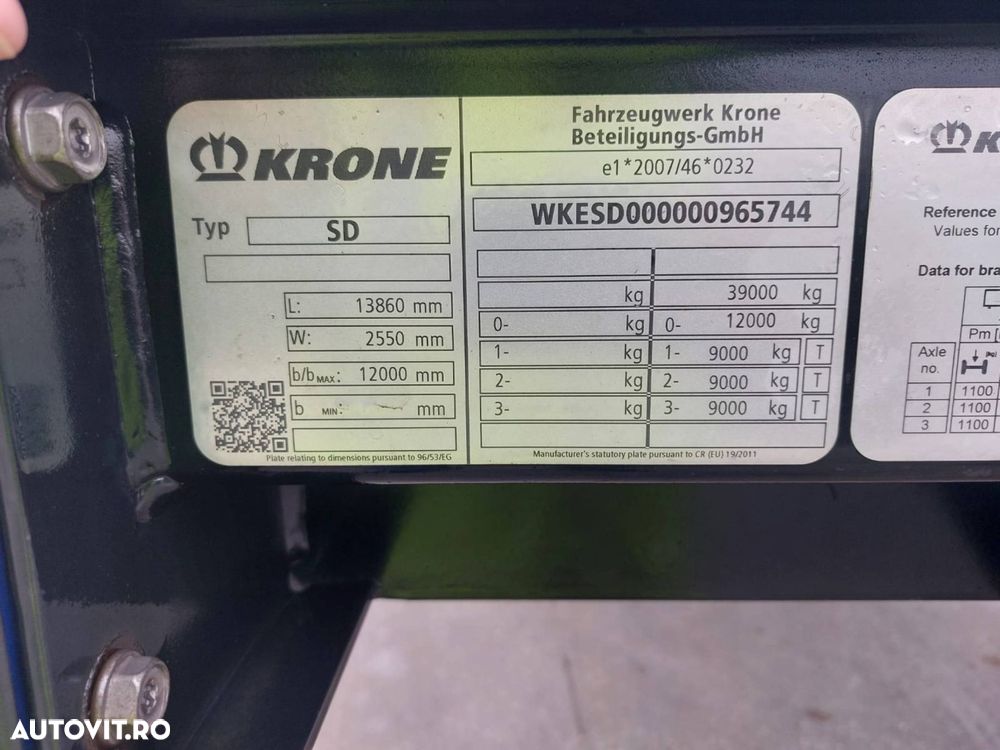 KRONE
Typ SD
L: 13860 mm
W: 2550 mm
b/b MAX: 12000 mm
b MIN: mm
Plate relating to dimensions pursuant to 96/53/EG
Fahrzeugwerk Krone
Beteiligungs-GmbH
e1*2007/46*0232
WKESD000000965744
kg 39000 kg
0- kg 0- 12000 kg
1- kg 1- 9000 kg T
2- kg 2- 9000 kg T
3- kg 3- 9000 kg T
Manufacturer's statutory plate pursuant to CR (EU) 19/2011
Reference
Values for
Data for bra
Pm [
Axle
no.
1 1100
2 1100
3 1100
AUTOVIT.RO